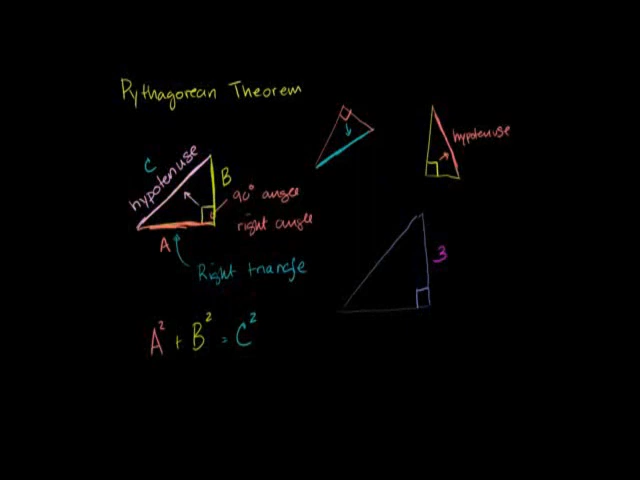 Pythagorean Theorem
hypotenuse
C
hypotenuse
B
90° angle
right angle
A
3
Right triangle
A² + B² = C²